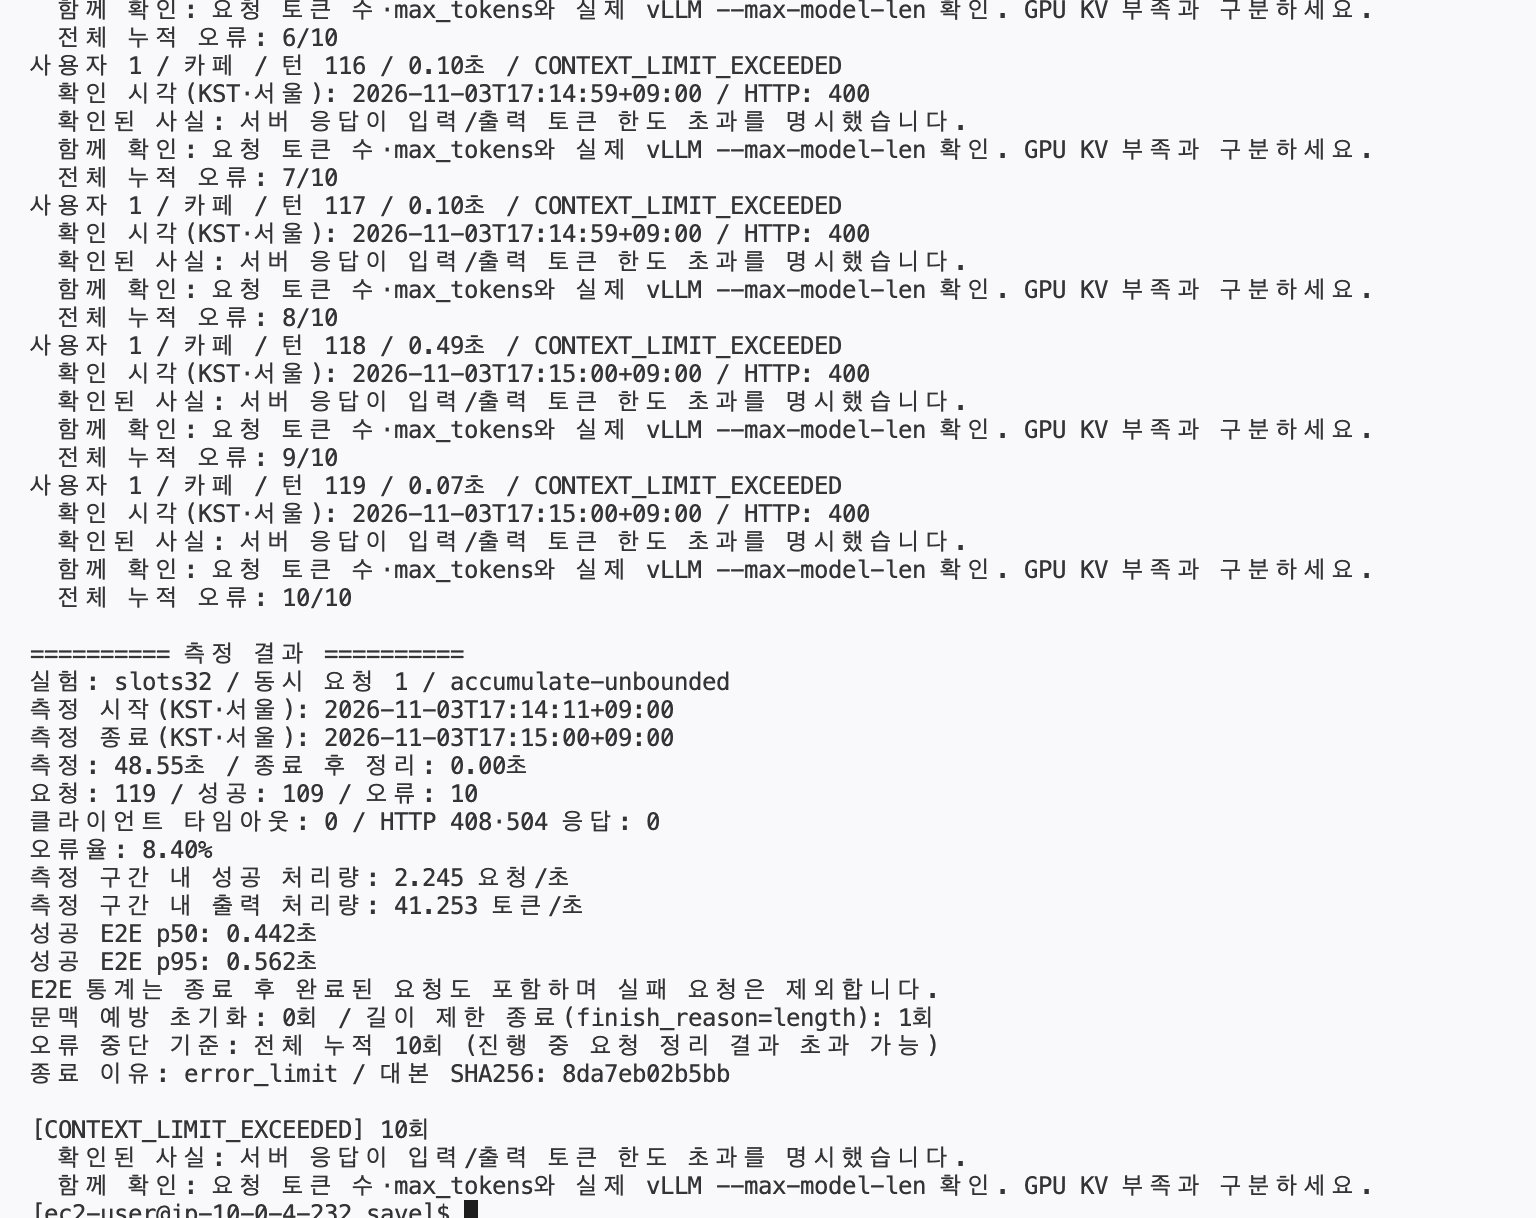 함께 확인: 요청 토큰 수·max_tokens와 실제 vLLM --max-model-len 확인. GPU KV 부족과 구분하세요.
전체 누적 오류: 6/10
사용자 1 / 카페 / 턴 116 / 0.10초 / CONTEXT_LIMIT_EXCEEDED
확인 시각(KST·서울): 2026-11-03T17:14:59+09:00 / HTTP: 400
확인된 사실: 서버 응답이 입력/출력 토큰 한도 초과를 명시했습니다.
함께 확인: 요청 토큰 수·max_tokens와 실제 vLLM --max-model-len 확인. GPU KV 부족과 구분하세요.
전체 누적 오류: 7/10
사용자 1 / 카페 / 턴 117 / 0.10초 / CONTEXT_LIMIT_EXCEEDED
확인 시각(KST·서울): 2026-11-03T17:14:59+09:00 / HTTP: 400
확인된 사실: 서버 응답이 입력/출력 토큰 한도 초과를 명시했습니다.
함께 확인: 요청 토큰 수·max_tokens와 실제 vLLM --max-model-len 확인. GPU KV 부족과 구분하세요.
전체 누적 오류: 8/10
사용자 1 / 카페 / 턴 118 / 0.49초 / CONTEXT_LIMIT_EXCEEDED
확인 시각(KST·서울): 2026-11-03T17:15:00+09:00 / HTTP: 400
확인된 사실: 서버 응답이 입력/출력 토큰 한도 초과를 명시했습니다.
함께 확인: 요청 토큰 수·max_tokens와 실제 vLLM --max-model-len 확인. GPU KV 부족과 구분하세요.
전체 누적 오류: 9/10
사용자 1 / 카페 / 턴 119 / 0.07초 / CONTEXT_LIMIT_EXCEEDED
확인 시각(KST·서울): 2026-11-03T17:15:00+09:00 / HTTP: 400
확인된 사실: 서버 응답이 입력/출력 토큰 한도 초과를 명시했습니다.
함께 확인: 요청 토큰 수·max_tokens와 실제 vLLM --max-model-len 확인. GPU KV 부족과 구분하세요.
전체 누적 오류: 10/10
========== 측정 결과 ==========
실험: slots32 / 동시 요청 1 / accumulate-unbounded
측정 시작(KST·서울): 2026-11-03T17:14:11+09:00
측정 종료(KST·서울): 2026-11-03T17:15:00+09:00
측정: 48.55초 / 종료 후 정리: 0.00초
요청: 119 / 성공: 109 / 오류: 10
클라이언트 타임아웃: 0 / HTTP 408·504 응답: 0
오류율: 8.40%
측정 구간 내 성공 처리량: 2.245 요청/초
측정 구간 내 출력 처리량: 41.253 토큰/초
성공 E2E p50: 0.442초
성공 E2E p95: 0.562초
E2E 통계는 종료 후 완료된 요청도 포함하며 실패 요청은 제외합니다.
문맥 예방 초기화: 0회 / 길이 제한 종료(finish_reason=length): 1회
오류 중단 기준: 전체 누적 10회 (진행 중 요청 정리 결과 초과 가능)
종료 이유: error_limit / 대본 SHA256: 8da7eb02b5bb
[CONTEXT_LIMIT_EXCEEDED] 10회
확인된 사실: 서버 응답이 입력/출력 토큰 한도 초과를 명시했습니다.
함께 확인: 요청 토큰 수·max_tokens와 실제 vLLM --max-model-len 확인. GPU KV 부족과 구분하세요.
[ec2-user@ip-10-0-4-232 save]$